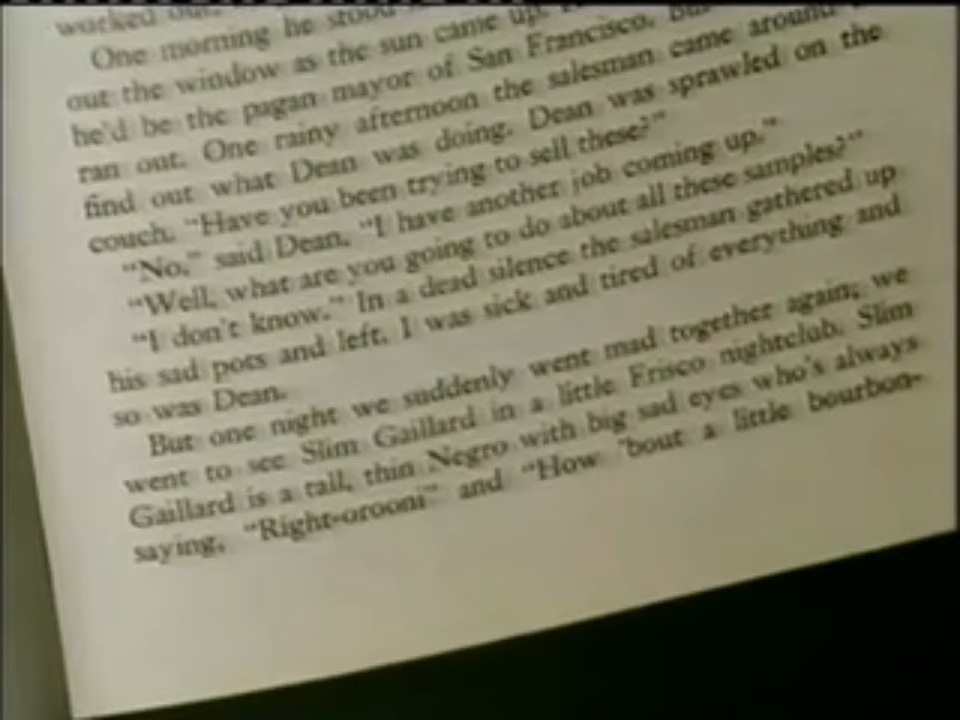 worked out.
One morning he stood
out the window as the sun came up.
he'd be the pagan mayor of San Francisco.
ran out. One rainy afternoon the salesman came around
find out what Dean was doing. Dean was sprawled on the
couch. "Have you been trying to sell these?"
"No," said Dean. "I have another job coming up."
"Well, what are you going to do about all these samples?"
"I don't know." In a dead silence the salesman gathered up
his sad pots and left. I was sick and tired of everything and
so was Dean.
But one night we suddenly went mad together again; we
went to see Slim Gaillard in a little Frisco nightclub. Slim
Gaillard is a tall, thin Negro with big sad eyes who's always
saying, "Right-orooni" and "How 'bout a little bourbon-